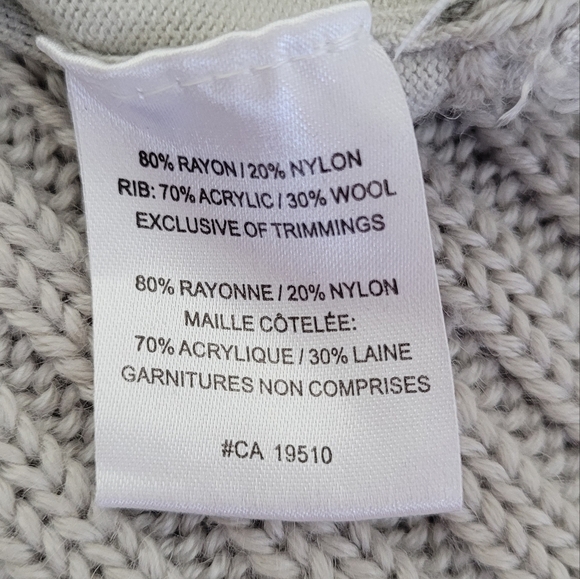 80% RAYON / 20% NYLON
RIB: 70% ACRYLIC / 30% WOOL
EXCLUSIVE OF TRIMMINGS
80% RAYONNE / 20% NYLON
MAILLE CÔTELÉE:
70% ACRYLIQUE / 30% LAINE
GARNITURES NON COMPRISES
#CA 19510